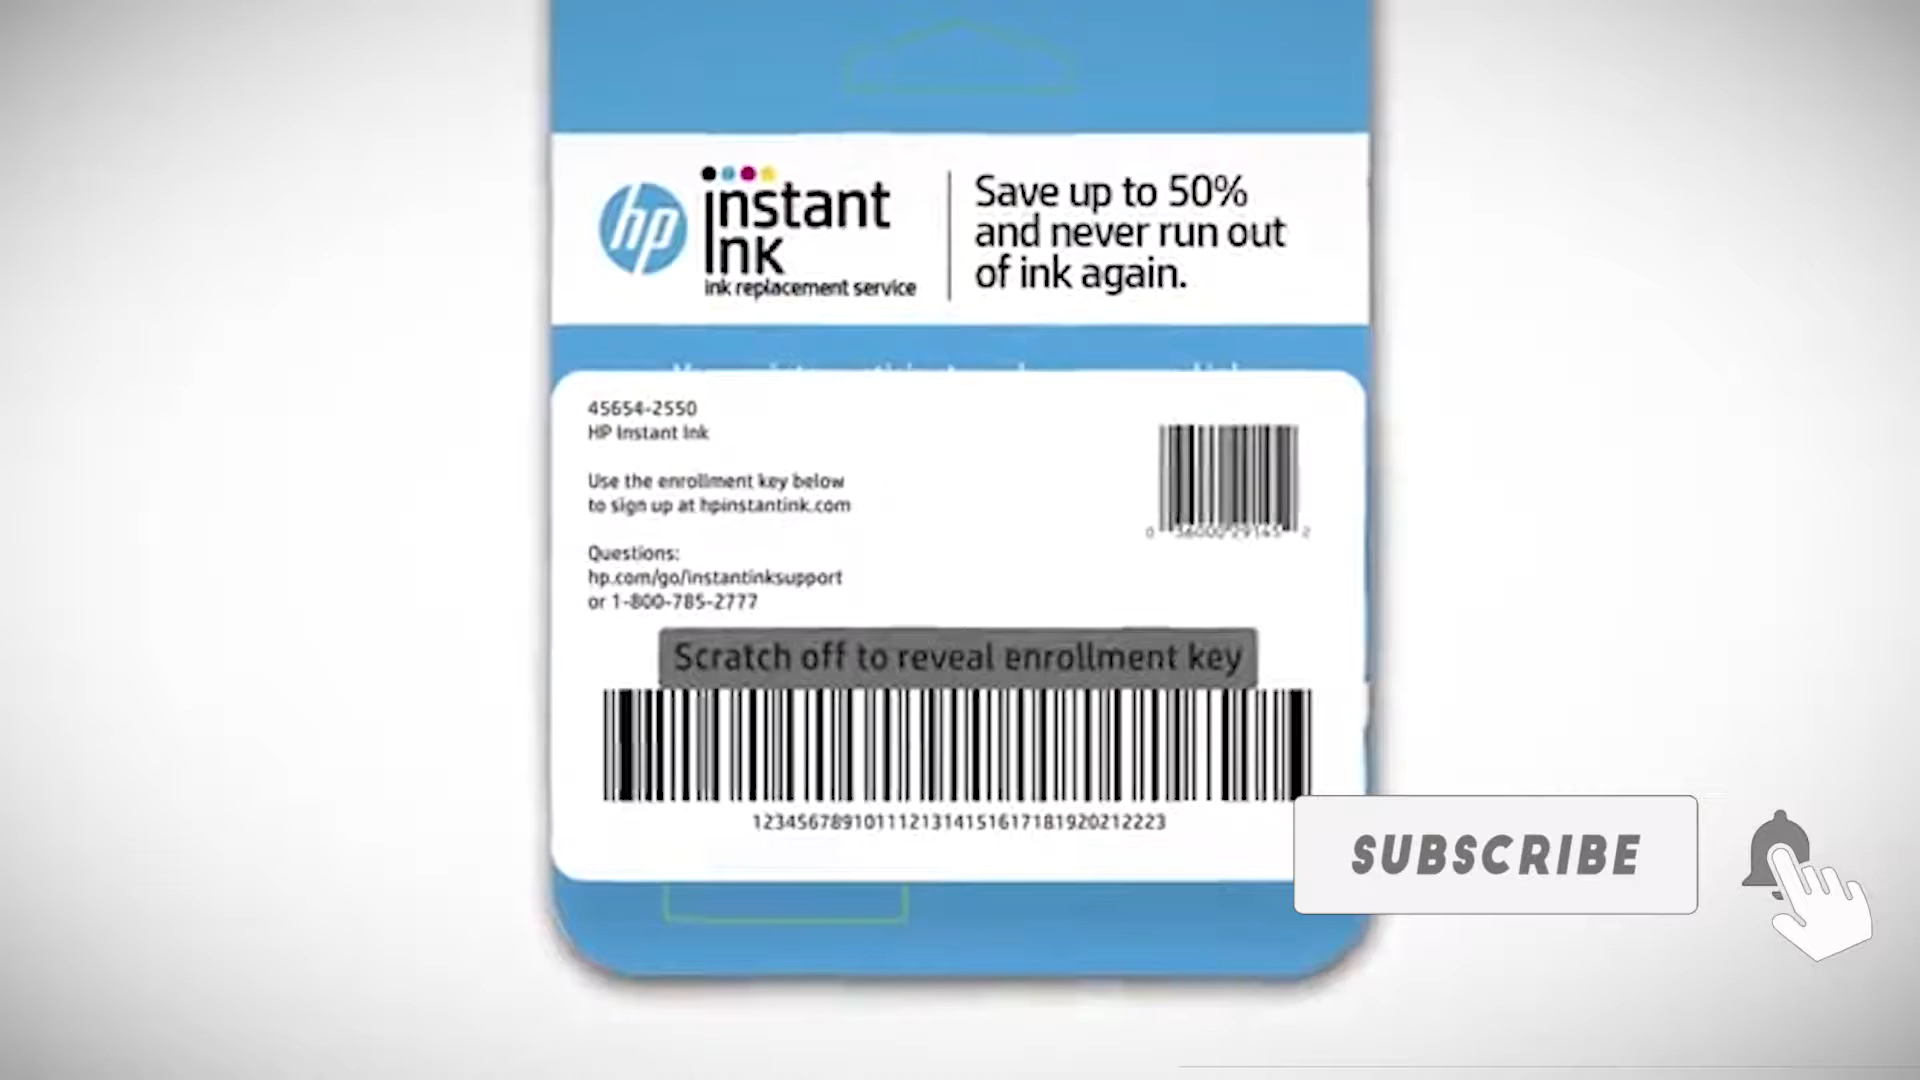 hp
instant
Ink
ink replacement service
Save up to 50%
and never run out
of ink again.
45654-2550
HP Instant Ink
Use the enrollment key below
to sign up at hpinstantink.com
Questions:
hp.com/go/instantinksupport
or 1-800-785-2777
Scratch off to reveal enrollment key
1234567891011121314151617181920212223
SUBSCRIBE